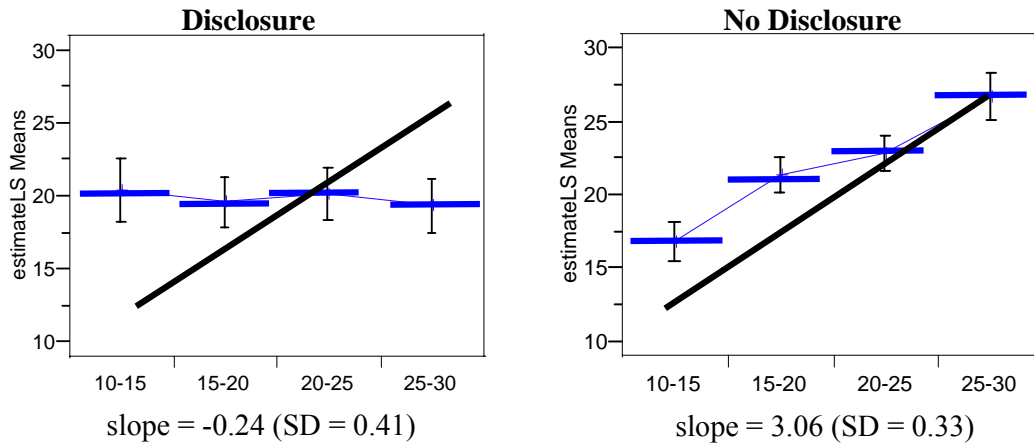 Disclosure
30
25
20
15
10
estimateLS Means
10-15 15-20 20-25 25-30
slope = -0.24 (SD = 0.41)
No Disclosure
30
25
20
15
10
estimateLS Means
10-15 15-20 20-25 25-30
slope = 3.06 (SD = 0.33)